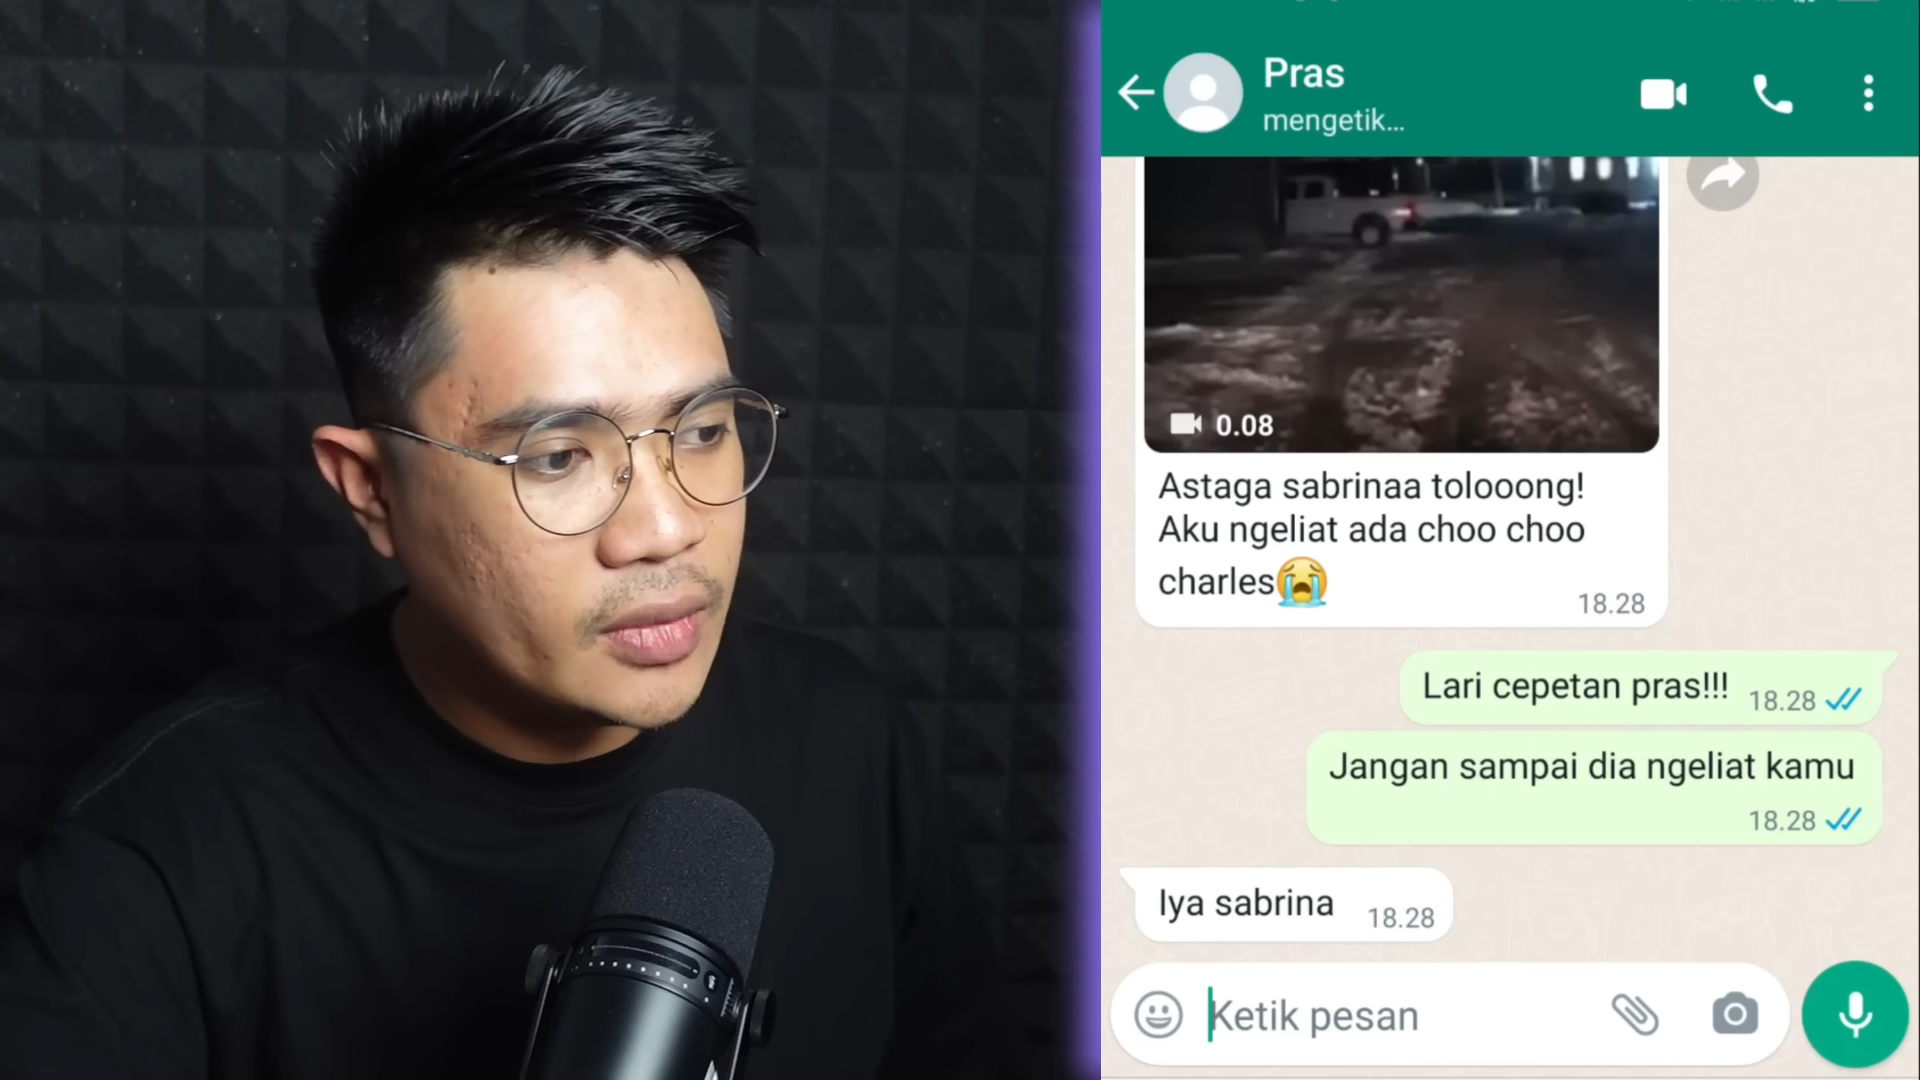 Pras
mengetik...
0.08
Astaga sabrinaa tolooong!
Aku ngeliat ada choo choo
charles😭
18.28
Lari cepetan pras!!!
18.28
Jangan sampai dia ngeliat kamu
18.28
Iya sabrina
18.28
Ketik pesan